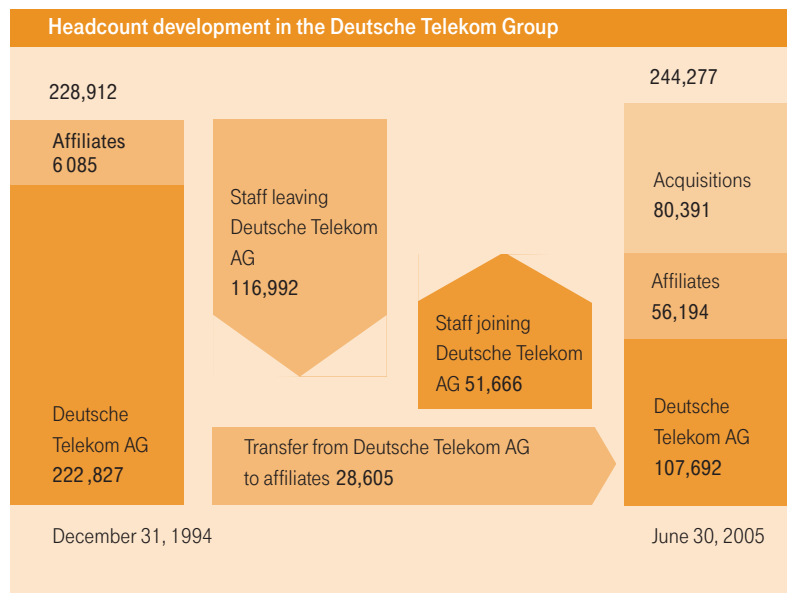 Headcount development in the Deutsche Telekom Group
228,912
Affiliates
6 085
Deutsche
Telekom AG
222,827
December 31, 1994
Staff leaving
Deutsche Telekom
AG
116,992
Staff joining
Deutsche Telekom
AG 51,666
Transfer from Deutsche Telekom AG
to affiliates 28,605
244,277
Acquisitions
80,391
Affiliates
56,194
Deutsche
Telekom AG
107,692
June 30, 2005